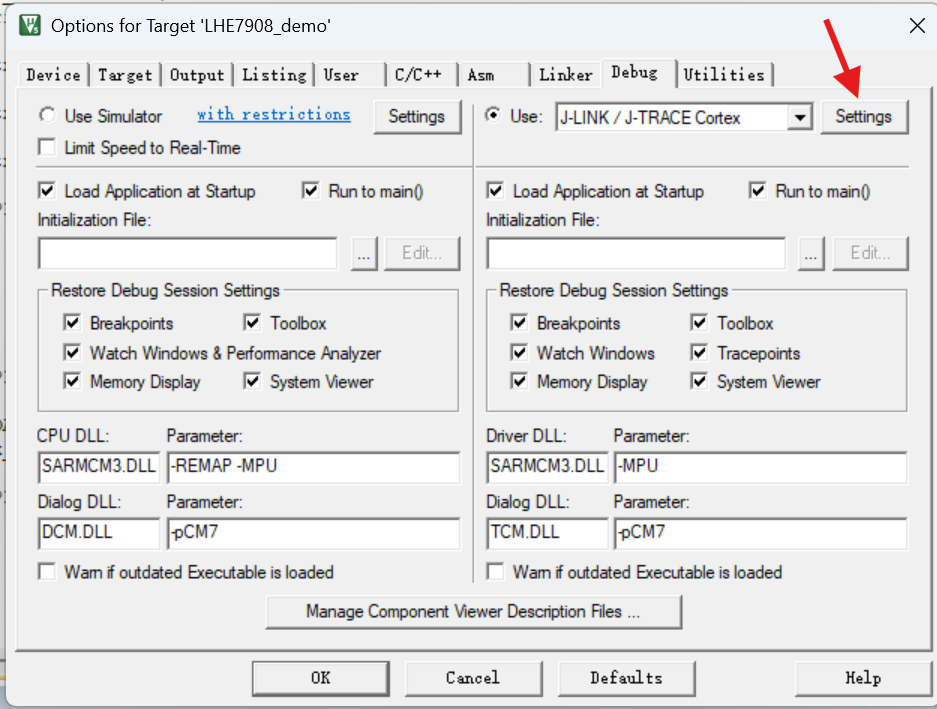 Options for Target 'LHE7908_demo'
Device Target Output Listing User C/C++ Asm Linker Debug Utilities
Use Simulator with restrictions Settings
Limit Speed to Real-Time
Use: J-LINK / J-TRACE Cortex Settings
Load Application at Startup Run to main()
Initialization File:
... Edit...
Restore Debug Session Settings
Breakpoints Toolbox
Watch Windows & Performance Analyzer
Memory Display System Viewer
CPU DLL: Parameter:
SARMCM3.DLL -REMAP -MPU
Dialog DLL: Parameter:
DCM.DLL -pCM7
Warn if outdated Executable is loaded
Load Application at Startup Run to main()
Initialization File:
... Edit...
Restore Debug Session Settings
Breakpoints Toolbox
Watch Windows Tracepoints
Memory Display System Viewer
Driver DLL: Parameter:
SARMCM3.DLL -MPU
Dialog DLL: Parameter:
TCM.DLL -pCM7
Warn if outdated Executable is loaded
Manage Component Viewer Description Files ...
OK Cancel Defaults Help